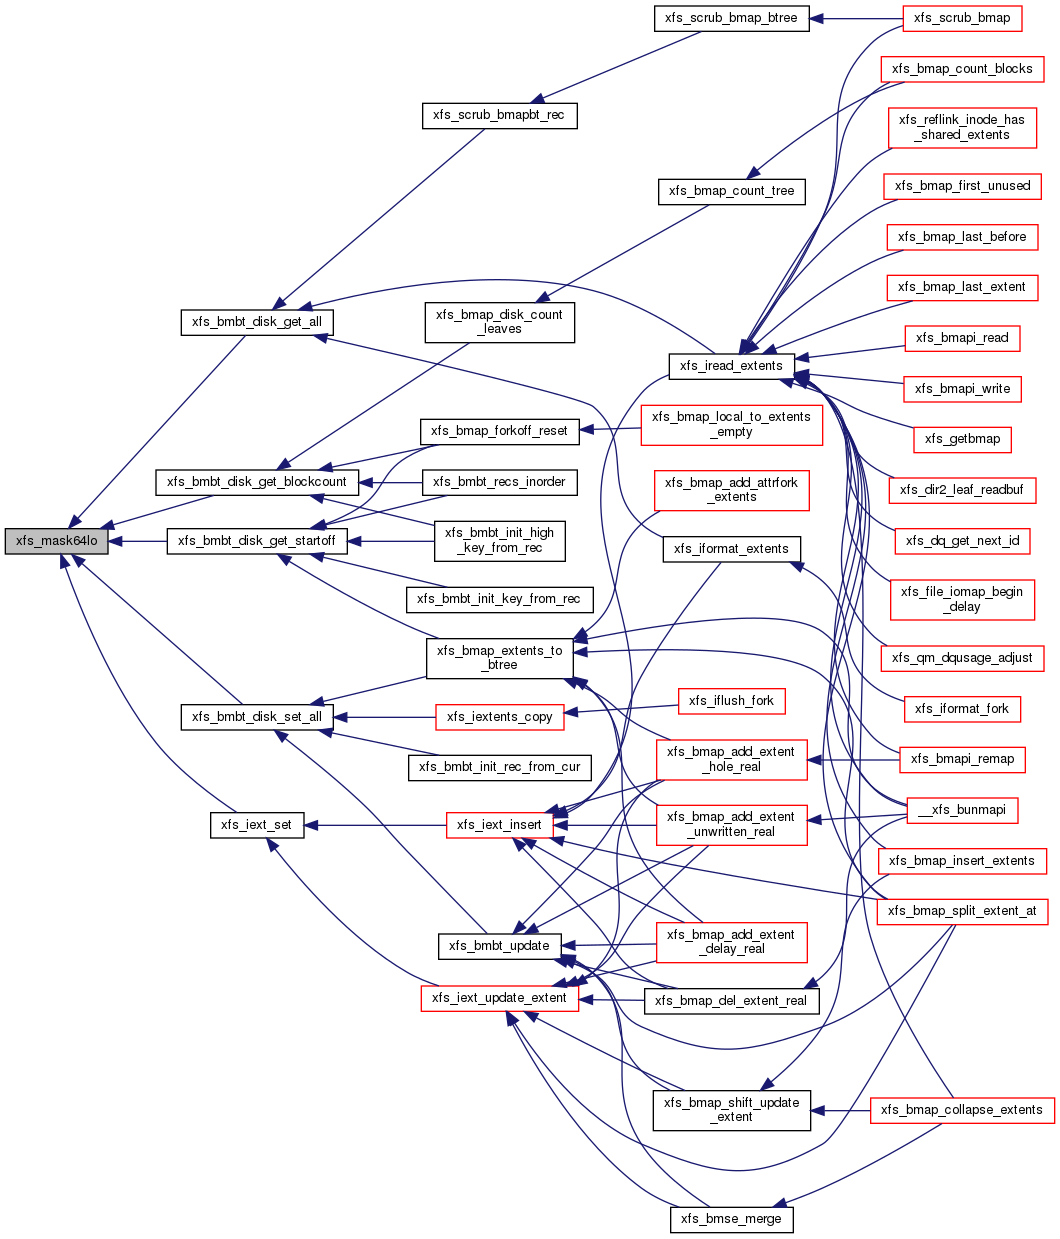 xfs_scrub_bmap_btree
xfs_scrub_bmap
xfs_bmap_count_blocks
xfs_scrub_bmapbt_rec
xfs_reflink_inode_has
_shared_extents
xfs_bmap_count_tree
xfs_bmap_first_unused
xfs_bmap_last_before
xfs_bmap_last_extent
xfs_bmbt_disk_get_all
xfs_bmap_disk_count
_leaves
xfs_bmapi_read
xfs_iread_extents
xfs_bmapi_write
xfs_bmap_local_to_extents
_empty
xfs_bmap_forkoff_reset
xfs_getbmap
xfs_bmbt_disk_get_blockcount
xfs_bmbt_recs_inorder
xfs_bmap_add_attrfork
_extents
xfs_dir2_leaf_readbuf
xfs_mask64lo
xfs_bmbt_disk_get_startoff
xfs_bmbt_init_high
_key_from_rec
xfs_iformat_extents
xfs_dq_get_next_id
xfs_bmbt_init_key_from_rec
xfs_file_iomap_begin
_delay
xfs_bmap_extents_to
_btree
xfs_qm_dqusage_adjust
xfs_bmbt_disk_set_all
xfs_iextents_copy
xfs_iflush_fork
xfs_iformat_fork
xfs_bmbt_init_rec_from_cur
xfs_bmap_add_extent
_hole_real
xfs_bmapi_remap
xfs_iext_set
xfs_iext_insert
xfs_bmap_add_extent
_unwritten_real
__xfs_bunmapi
xfs_bmap_insert_extents
xfs_bmap_split_extent_at
xfs_bmbt_update
xfs_bmap_add_extent
_delay_real
xfs_iext_update_extent
xfs_bmap_del_extent_real
xfs_bmap_shift_update
_extent
xfs_bmap_collapse_extents
xfs_bmse_merge